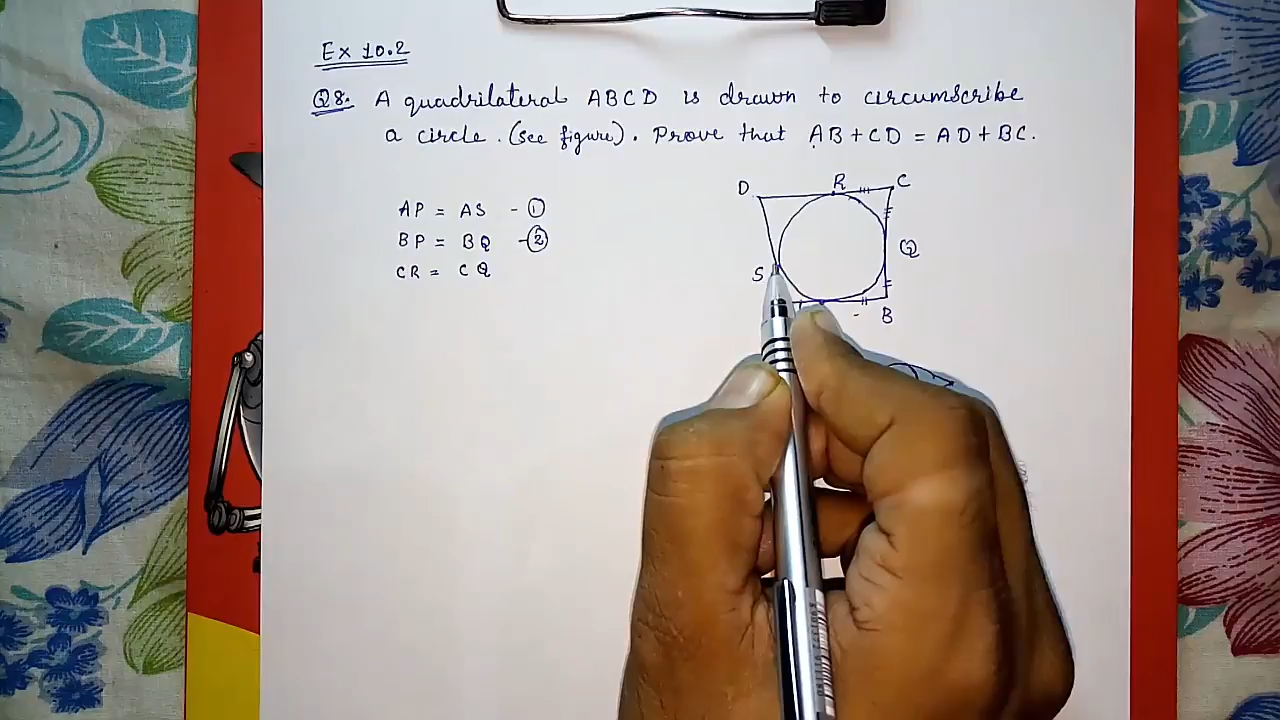 Ex 10.2
Q8. A quadrilateral ABCD is drawn to circumscribe
a circle. (See figure). Prove that AB + CD = AD + BC.
AP = AS - ①
BP = BQ - ②
CR = CQ
D R C
S Q
B